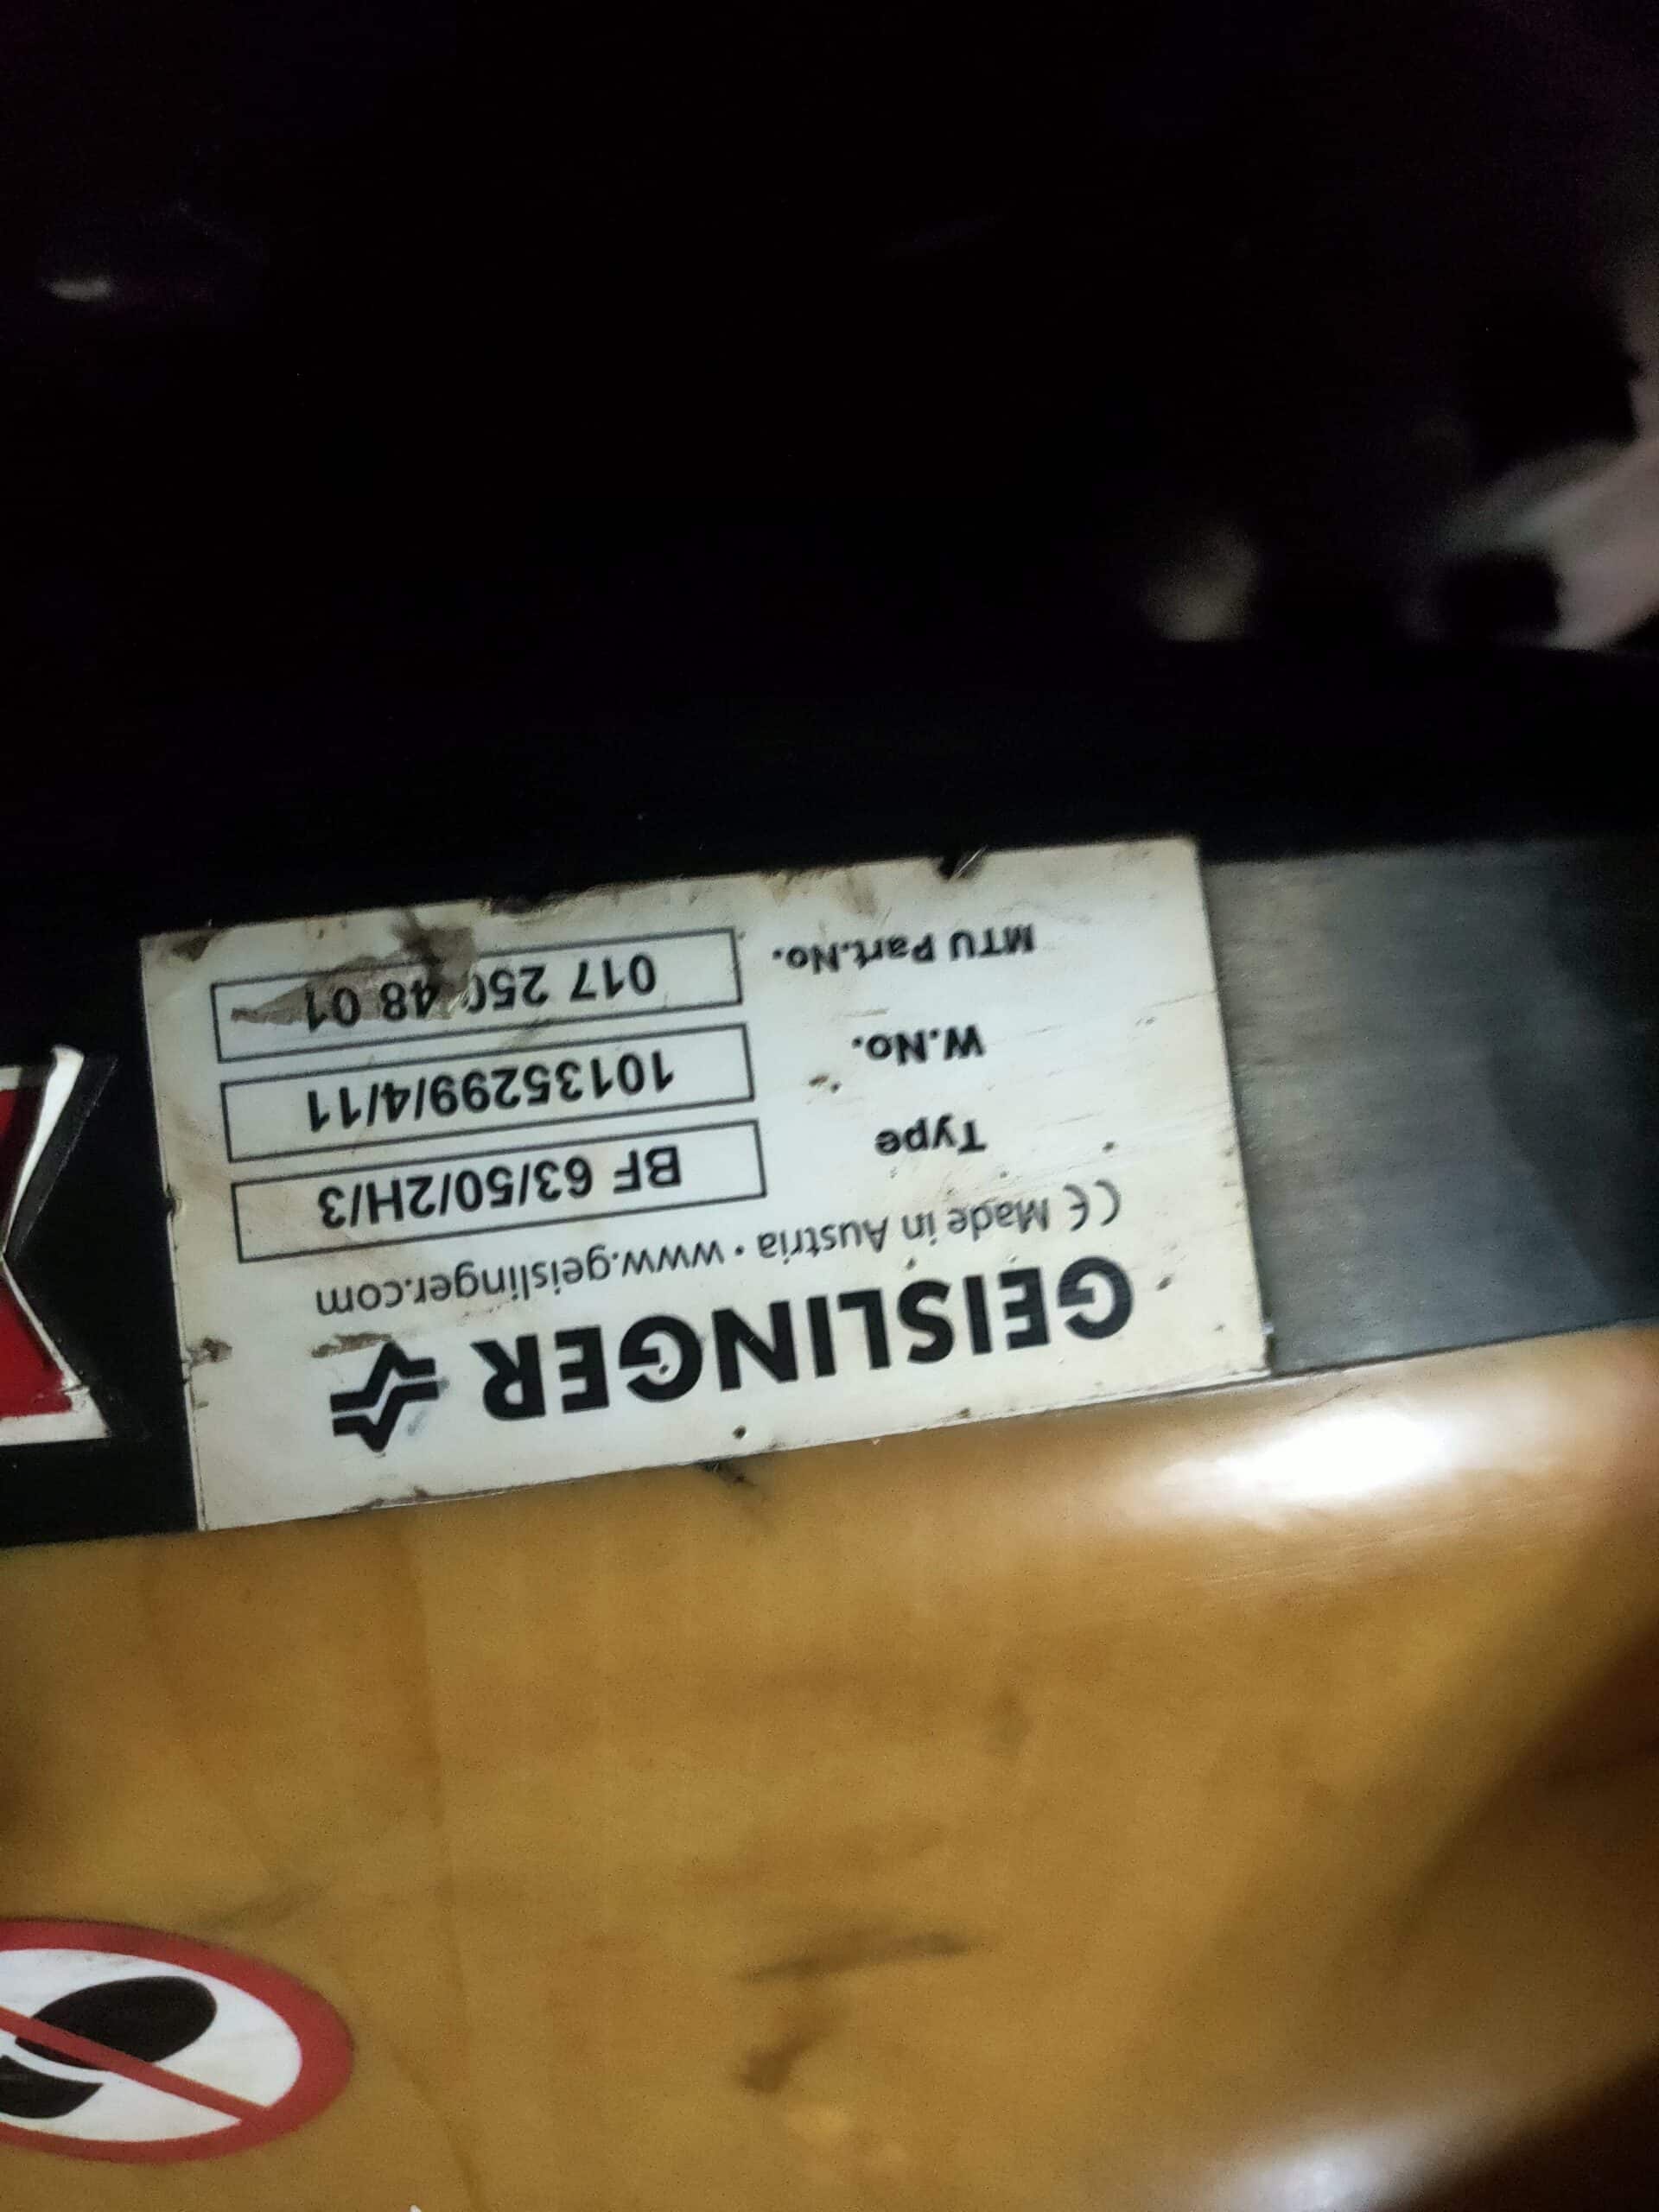 GEISLINGER
CE Made in Austria • www.geislinger.com
Type BF 63/50/2H/3
W.No. 10135299/4/11
MTU Part.No. 017 250 48 01